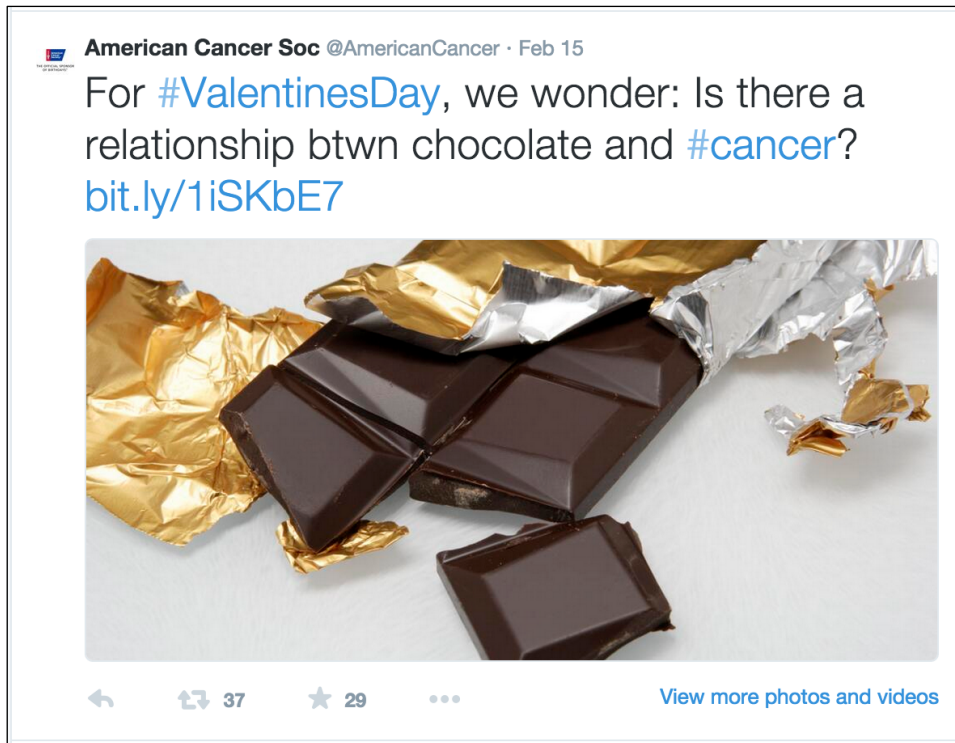 American Cancer Soc @AmericanCancer · Feb 15
For #ValentinesDay, we wonder: Is there a
relationship btwn chocolate and #cancer?
bit.ly/1iSKbE7
37 29 View more photos and videos